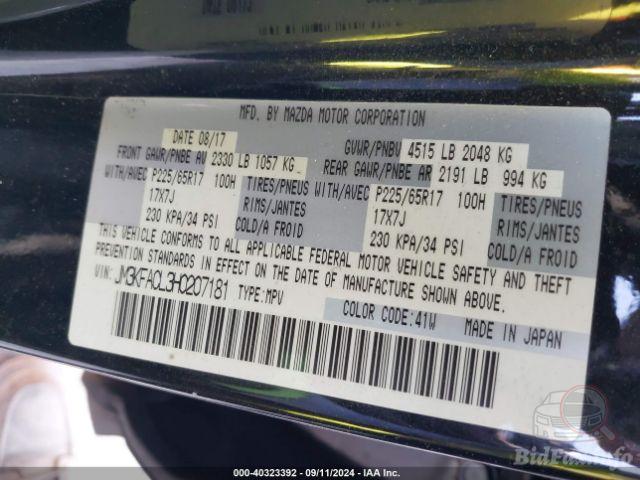 MFD. BY MAZDA MOTOR CORPORATION
DATE 08/17
GVWR/PNBV 4515 LB 2048 KG
FRONT GAWR/PNBE AV 2330 LB 1057 KG
REAR GAWR/PNBE AR 2191 LB 994 KG
WITH/AVEC P225/65R17 100H TIRES/PNEUS
17X7J RIMS/JANTES
230 KPA/34 PSI COLD/A FROID
WITH/AVEC P225/65R17 100H TIRES/PNEUS
17X7J RIMS/JANTES
230 KPA/34 PSI COLD/A FROID
THIS VEHICLE CONFORMS TO ALL APPLICABLE FEDERAL MOTOR VEHICLE SAFETY AND THEFT
PREVENTION STANDARDS IN EFFECT ON THE DATE OF MANUFACTURE SHOWN ABOVE.
VIN: JM3KFACL3H0207181 TYPE:MPV
COLOR CODE:41W MADE IN JAPAN
BidFax.info
00-40323392 - 09/11/2024 - IAA Inc.